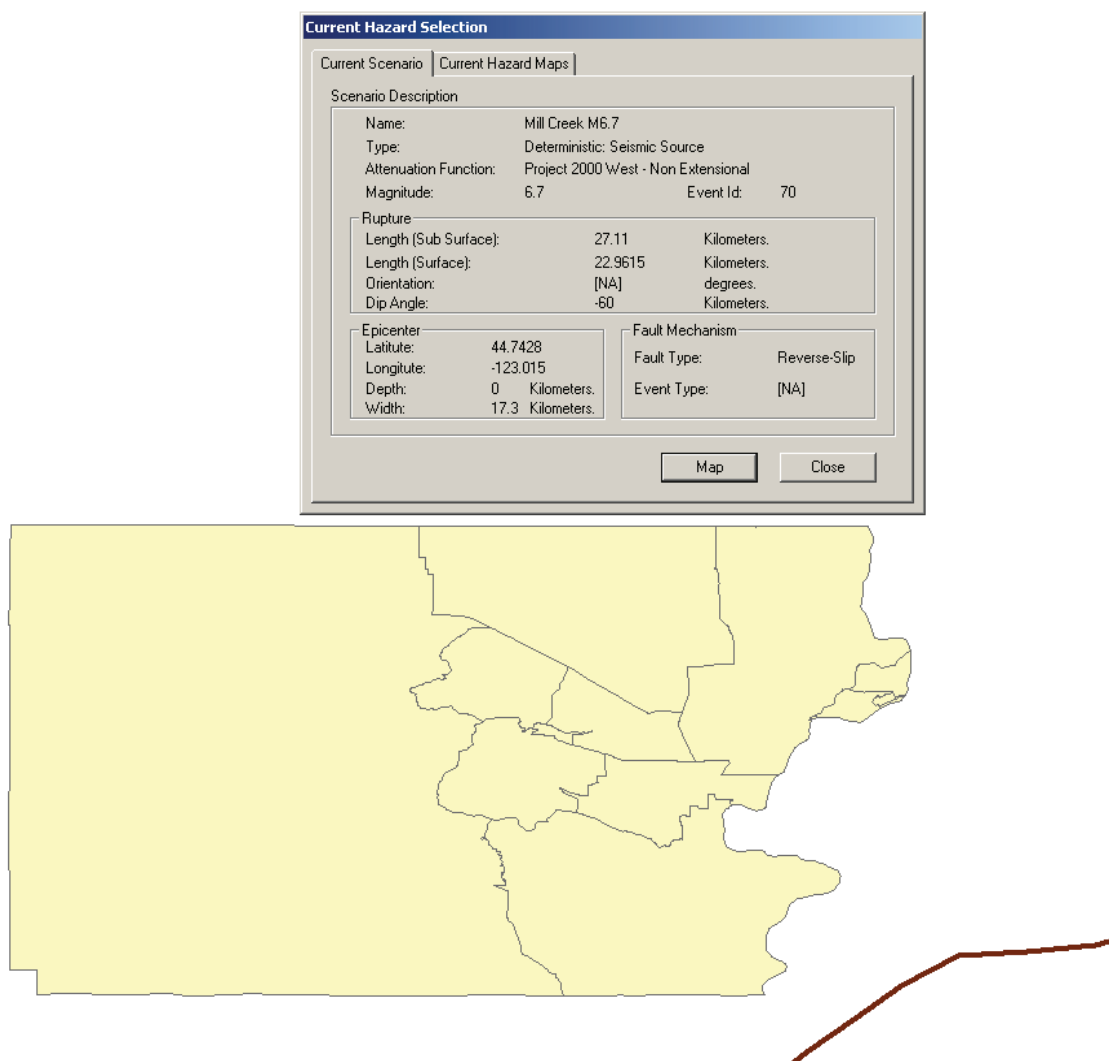 Current Hazard Selection
Current Scenario Current Hazard Maps
Scenario Description
Name: Mill Creek M6.7
Type: Deterministic: Seismic Source
Attenuation Function: Project 2000 West - Non Extensional
Magnitude: 6.7 Event Id: 70
Rupture
Length (Sub Surface): 27.11 Kilometers.
Length (Surface): 22.9615 Kilometers.
Orientation: [NA] degrees.
Dip Angle: -60 Kilometers.
Epicenter
Latitute: 44.7428
Longitute: -123.015
Depth: 0 Kilometers.
Width: 17.3 Kilometers.
Fault Mechanism
Fault Type: Reverse-Slip
Event Type: [NA]
Map Close